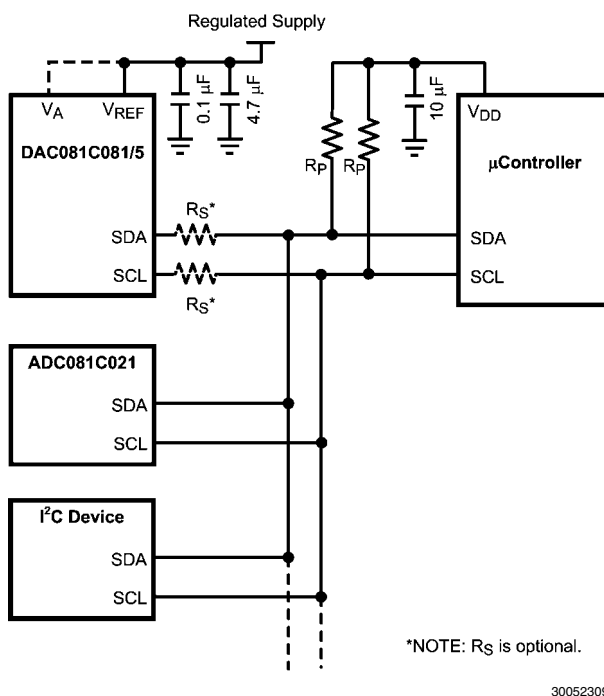 Regulated Supply
V_A
V_REF
0.1 µF
4.7 µF
10 µF
V_DD
DAC081C081/5
R_P
R_P
µController
R_S*
SDA
SDA
SCL
SCL
R_S*
ADC081C021
SDA
SCL
I²C Device
SDA
SCL
*NOTE: R_S is optional.
30052309